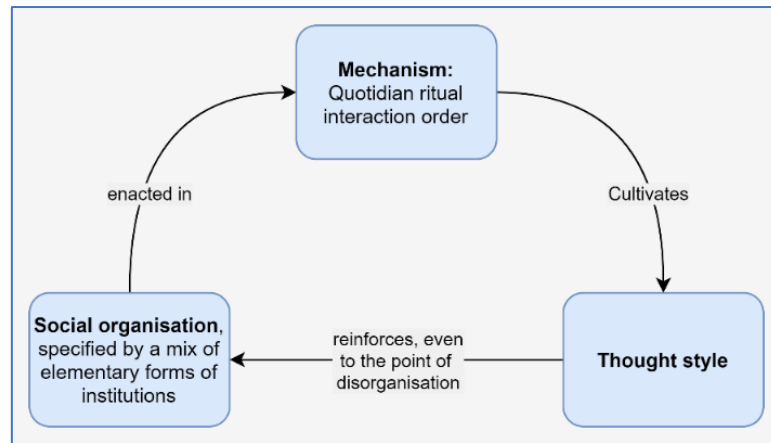 Mechanism:
Quotidian ritual
interaction order
enacted in
Cultivates
Social organisation,
specified by a mix of
elementary forms of
institutions
reinforces, even
to the point of
disorganisation
Thought style